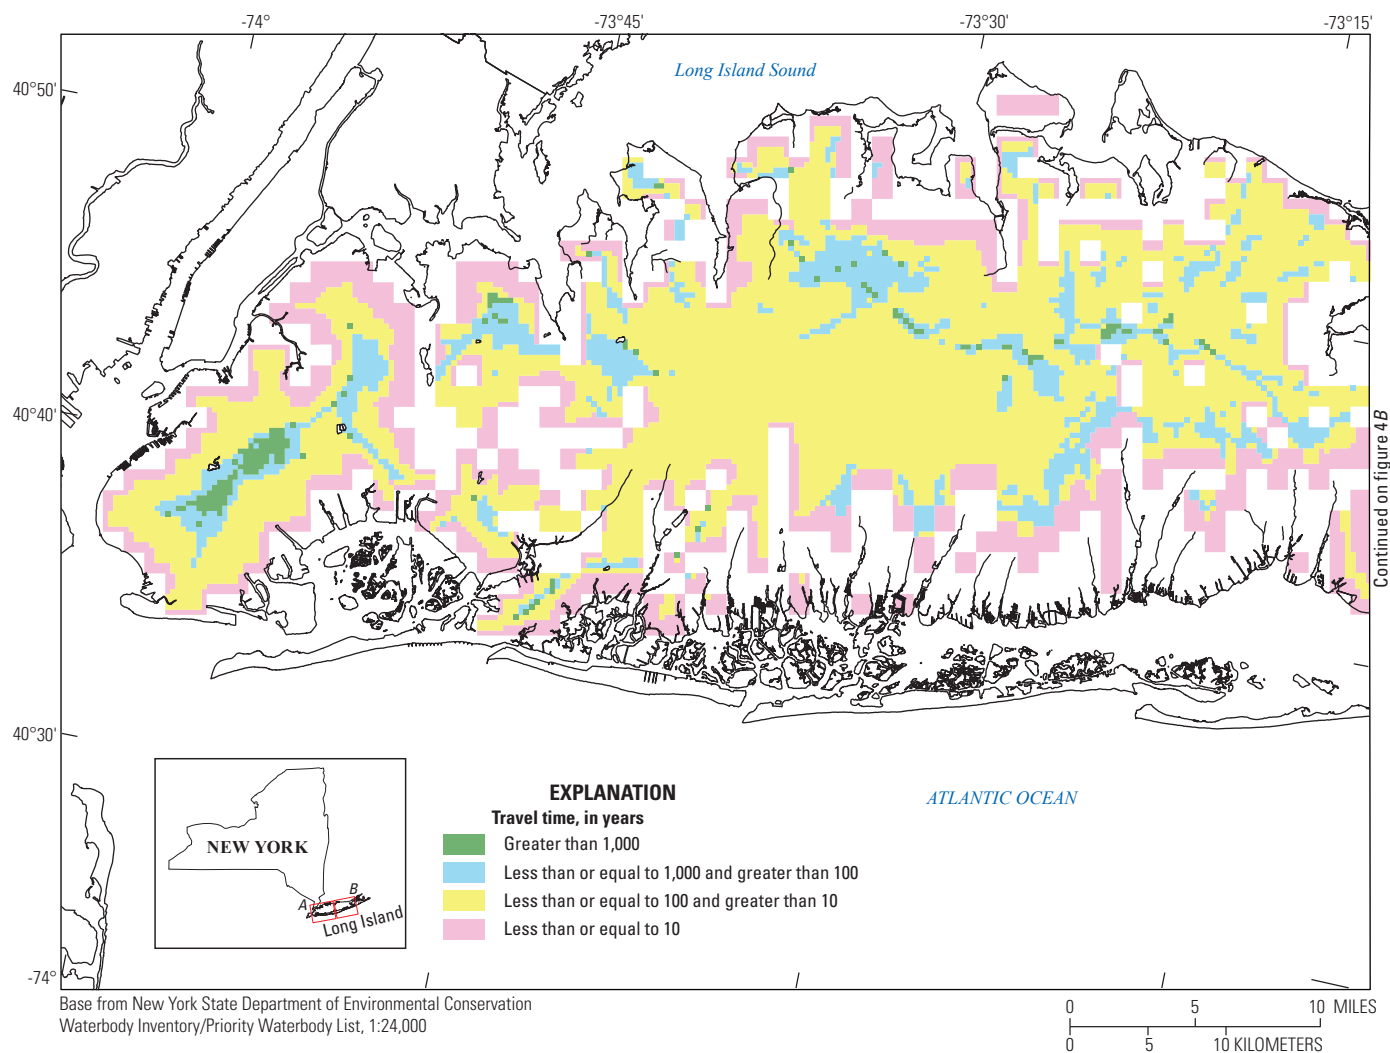 -74°
-73°45'
-73°30'
-73°15'
40°50'
Long Island Sound
40°40'
Continued on figure 4B
40°30'
ATLANTIC OCEAN
NEW YORK
A
B
Long Island
EXPLANATION
Travel time, in years
Greater than 1,000
Less than or equal to 1,000 and greater than 100
Less than or equal to 100 and greater than 10
Less than or equal to 10
-74°
Base from New York State Department of Environmental Conservation
Waterbody Inventory/Priority Waterbody List, 1:24,000
0 5 10 MILES
0 5 10 KILOMETERS